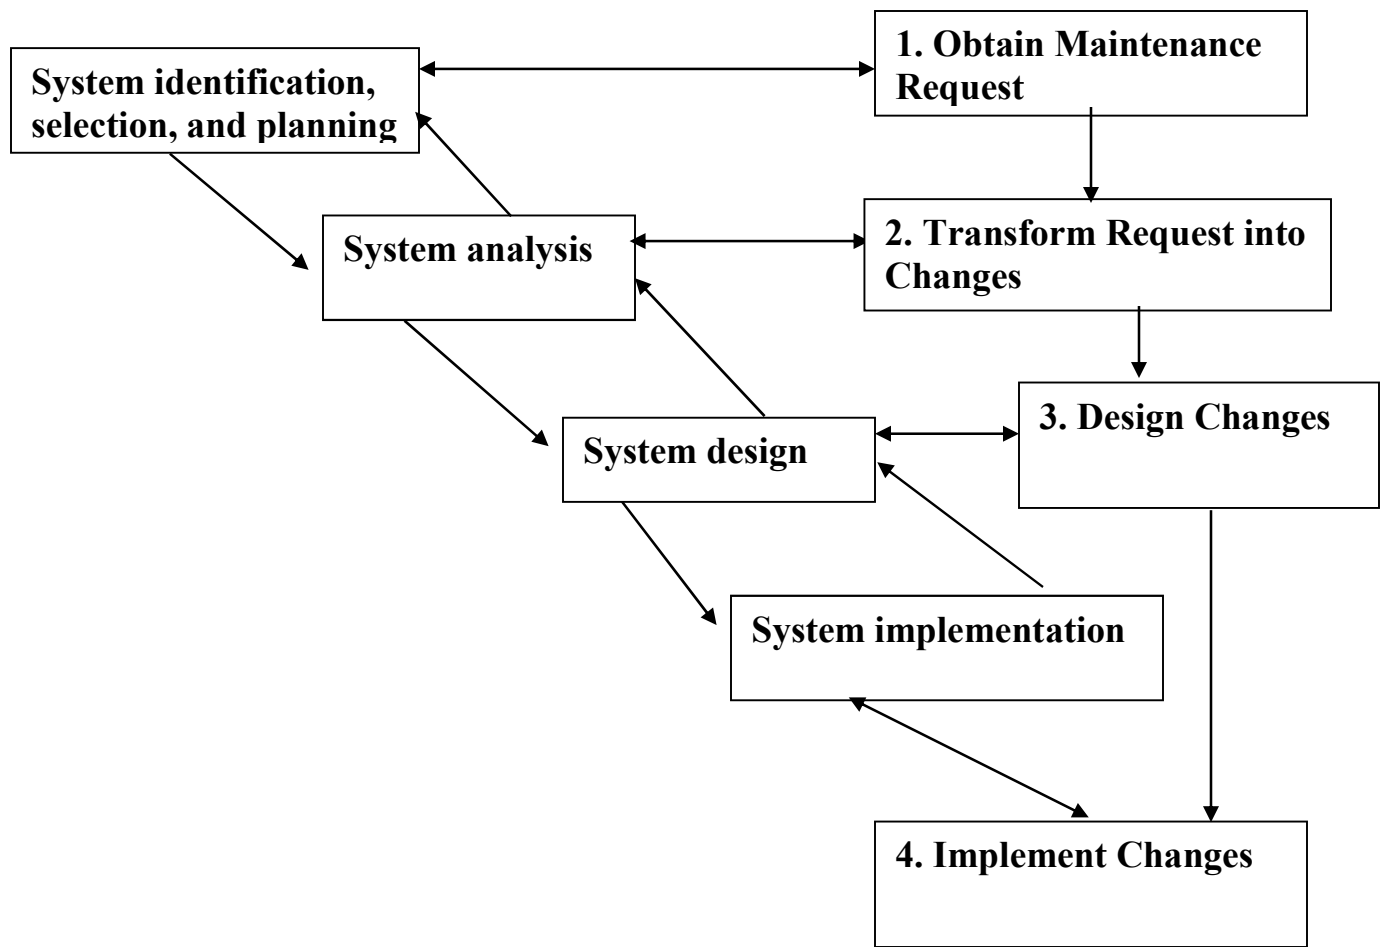 1. Obtain Maintenance
Request
System identification,
selection, and planning
System analysis
2. Transform Request into
Changes
3. Design Changes
System design
System implementation
4. Implement Changes